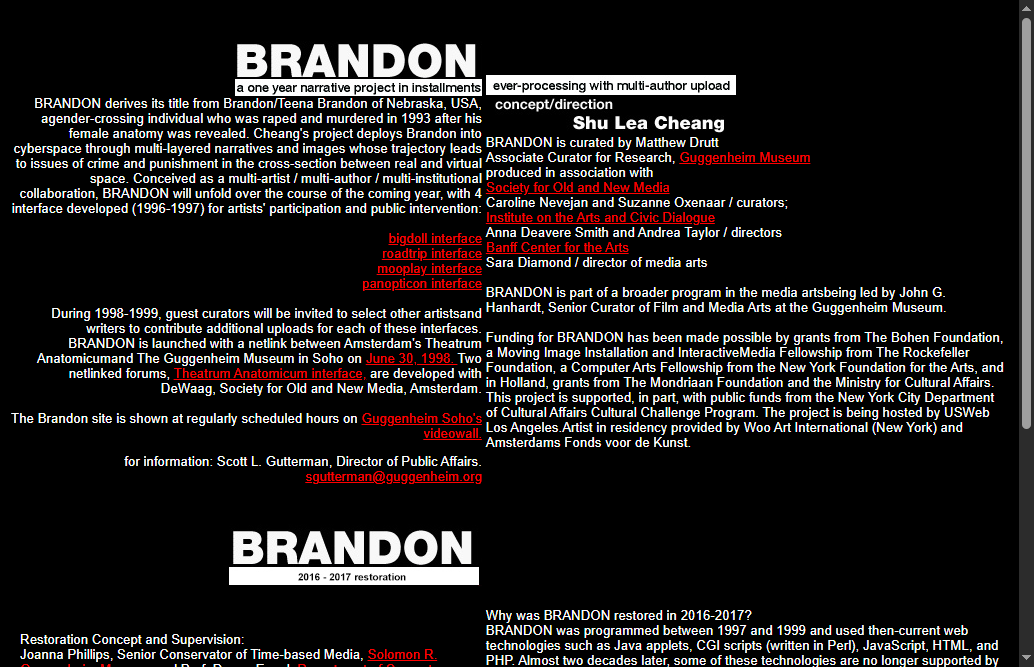 BRANDON
a one year narrative project in installments
BRANDON derives its title from Brandon/Teena Brandon of Nebraska, USA,
agender-crossing individual who was raped and murdered in 1993 after his
female anatomy was revealed. Cheang's project deploys Brandon into
cyberspace through multi-layered narratives and images whose trajectory leads
to issues of crime and punishment in the cross-section between real and virtual
space. Conceived as a multi-artist / multi-author / multi-institutional
collaboration, BRANDON will unfold over the course of the coming year, with 4
interface developed (1996-1997) for artists' participation and public intervention:
bigdoll interface
roadtrip interface
mooplay interface
panopticon interface
During 1998-1999, guest curators will be invited to select other artistsand
writers to contribute additional uploads for each of these interfaces.
BRANDON is launched with a netlink between Amsterdam's Theatrum
Anatomicumand The Guggenheim Museum in Soho on June 30, 1998. Two
netlinked forums, Theatrum Anatomicum interface, are developed with
DeWaag, Society for Old and New Media, Amsterdam.
The Brandon site is shown at regularly scheduled hours on Guggenheim Soho's
videowall.
for information: Scott L. Gutterman, Director of Public Affairs.
sgutterman@guggenheim.org
ever-processing with multi-author upload
concept/direction
Shu Lea Cheang
BRANDON is curated by Matthew Drutt
Associate Curator for Research, Guggenheim Museum
produced in association with
Society for Old and New Media
Caroline Nevejan and Suzanne Oxenaar / curators;
Institute on the Arts and Civic Dialogue
Anna Deavere Smith and Andrea Taylor / directors
Banff Center for the Arts
Sara Diamond / director of media arts
BRANDON is part of a broader program in the media artsbeing led by John G.
Hanhardt, Senior Curator of Film and Media Arts at the Guggenheim Museum.
Funding for BRANDON has been made possible by grants from The Bohen Foundation,
a Moving Image Installation and InteractiveMedia Fellowship from The Rockefeller
Foundation, a Computer Arts Fellowship from the New York Foundation for the Arts, and
in Holland, grants from The Mondriaan Foundation and the Ministry for Cultural Affairs.
This project is supported, in part, with public funds from the New York City Department
of Cultural Affairs Cultural Challenge Program. The project is being hosted by USWeb
Los Angeles.Artist in residency provided by Woo Art International (New York) and
Amsterdams Fonds voor de Kunst.
BRANDON
2016 - 2017 restoration
Restoration Concept and Supervision:
Joanna Phillips, Senior Conservator of Time-based Media, Solomon R.
Why was BRANDON restored in 2016-2017?
BRANDON was programmed between 1997 and 1999 and used then-current web
technologies such as Java applets, CGI scripts (written in Perl), JavaScript, HTML, and
PHP. Almost two decades later, some of these technologies are no longer supported by